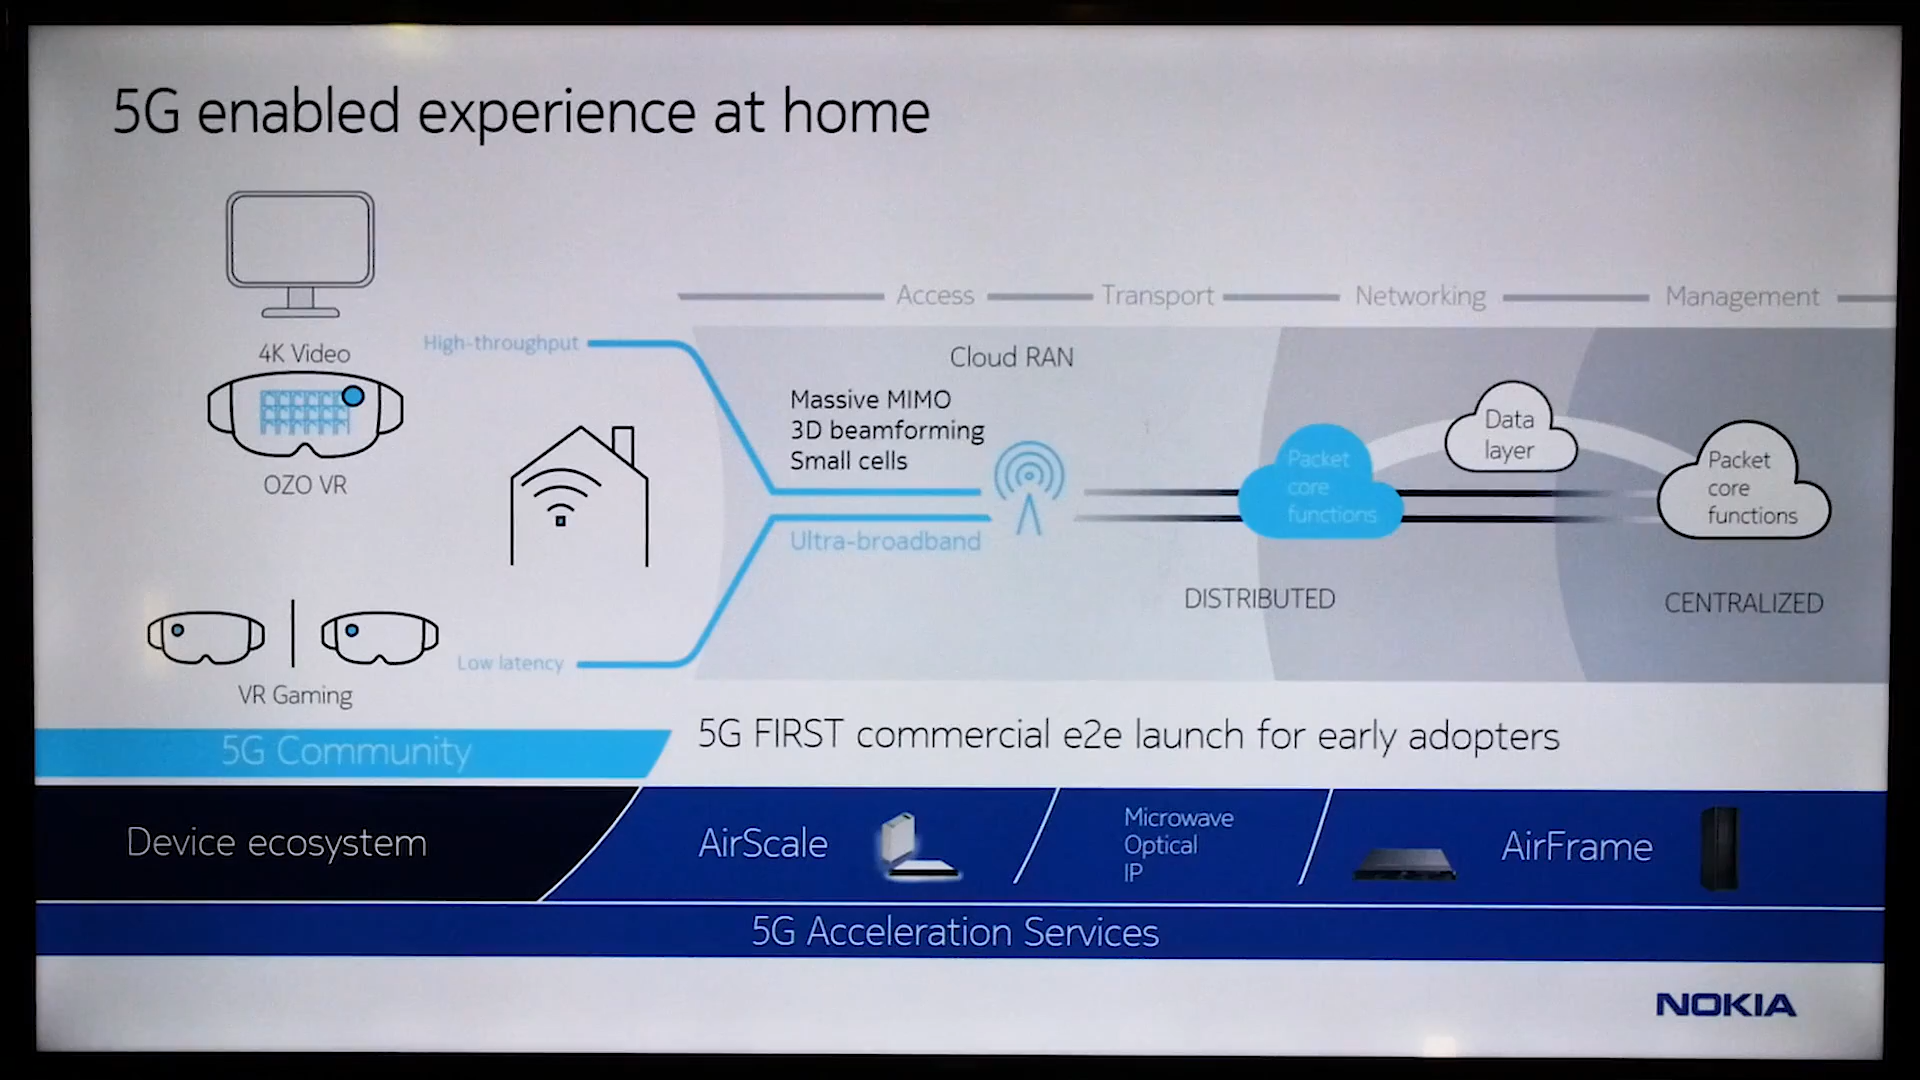 5G enabled experience at home
4K Video
OZO VR
VR Gaming
High-throughput
Low latency
Access
Transport
Networking
Management
Cloud RAN
Massive MIMO
3D beamforming
Small cells
Ultra-broadband
Packet
core
functions
Data
layer
Packet
core
functions
DISTRIBUTED
CENTRALIZED
5G Community
5G FIRST commercial e2e launch for early adopters
Device ecosystem
AirScale
Microwave
Optical
IP
AirFrame
5G Acceleration Services
NOKIA